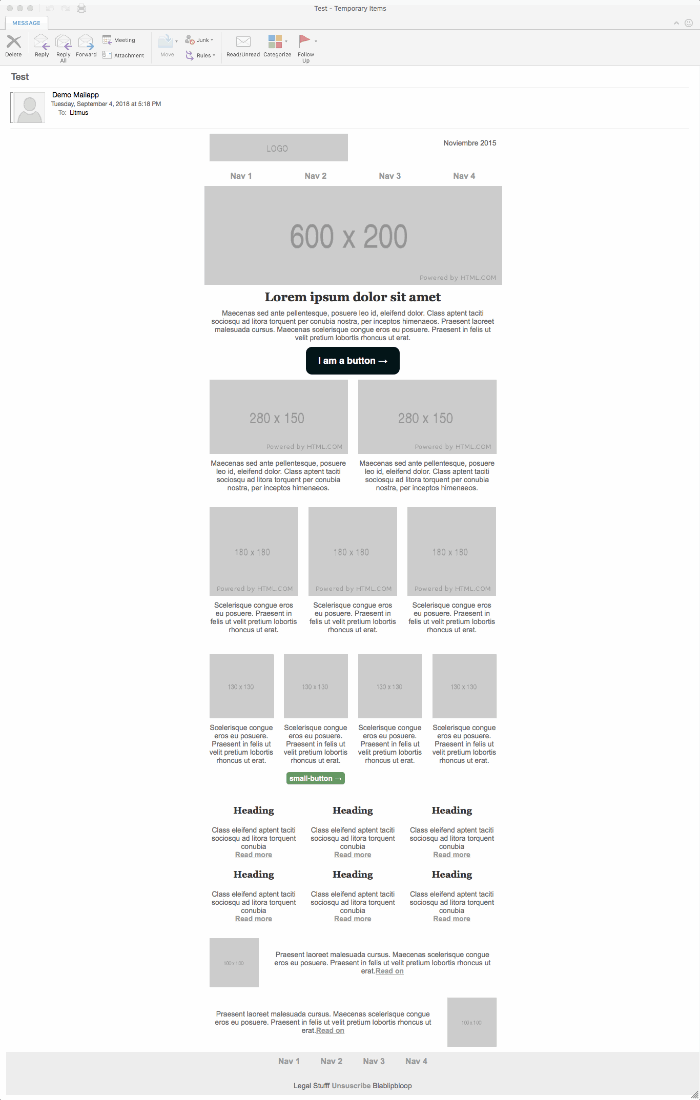 Test - Temporary Items
MESSAGE
Delete
Reply
Reply All
Forward
Meeting
Attachment
Move
Junk
Rules
Read/Unread
Categorize
Follow Up
Test
Demo Mailapp
Tuesday, September 4, 2018 at 5:18 PM
To: Litmus
LOGO
Noviembre 2015
Nav 1 Nav 2 Nav 3 Nav 4
600 x 200
Powered by HTML.COM
Lorem ipsum dolor sit amet
Maecenas sed ante pellentesque, posuere leo id, eleifend dolor. Class aptent taciti
sociosqu ad litora torquent per conubia nostra, per inceptos himenaeos. Praesent laoreet
malesuada cursus. Maecenas scelerisque congue eros eu posuere. Praesent in felis ut
velit pretium lobortis rhoncus ut erat.
I am a button →
280 x 150
Powered by HTML.COM
280 x 150
Powered by HTML.COM
Maecenas sed ante pellentesque, posuere
leo id, eleifend dolor. Class aptent taciti
sociosqu ad litora torquent per conubia
nostra, per inceptos himenaeos.
Maecenas sed ante pellentesque, posuere
leo id, eleifend dolor. Class aptent taciti
sociosqu ad litora torquent per conubia
nostra, per inceptos himenaeos.
180 x 180
Powered by HTML.COM
180 x 180
Powered by HTML.COM
180 x 180
Powered by HTML.COM
Scelerisque congue eros
eu posuere. Praesent in
felis ut velit pretium lobortis
rhoncus ut erat.
Scelerisque congue eros
eu posuere. Praesent in
felis ut velit pretium lobortis
rhoncus ut erat.
Scelerisque congue eros
eu posuere. Praesent in
felis ut velit pretium lobortis
rhoncus ut erat.
130 x 130
130 x 130
130 x 130
130 x 130
Scelerisque congue
eros eu posuere.
Praesent in felis ut
velit pretium lobortis
rhoncus ut erat.
Scelerisque congue
eros eu posuere.
Praesent in felis ut
velit pretium lobortis
rhoncus ut erat.
small-button →
Scelerisque congue
eros eu posuere.
Praesent in felis ut
velit pretium lobortis
rhoncus ut erat.
Scelerisque congue
eros eu posuere.
Praesent in felis ut
velit pretium lobortis
rhoncus ut erat.
Heading
Class eleifend aptent taciti
sociosqu ad litora torquent
conubia
Read more
Heading
Class eleifend aptent taciti
sociosqu ad litora torquent
conubia
Read more
Heading
Class eleifend aptent taciti
sociosqu ad litora torquent
conubia
Read more
Heading
Class eleifend aptent taciti
sociosqu ad litora torquent
conubia
Read more
Heading
Class eleifend aptent taciti
sociosqu ad litora torquent
conubia
Read more
Heading
Class eleifend aptent taciti
sociosqu ad litora torquent
conubia
Read more
Praesent laoreet malesuada cursus. Maecenas scelerisque congue
eros eu posuere. Praesent in felis ut velit pretium lobortis rhoncus ut
erat.Read on
Praesent laoreet malesuada cursus. Maecenas scelerisque congue
eros eu posuere. Praesent in felis ut velit pretium lobortis rhoncus ut
erat.Read on
Nav 1 Nav 2 Nav 3 Nav 4
Legal Stufff Unsuscribe Blablipbloop